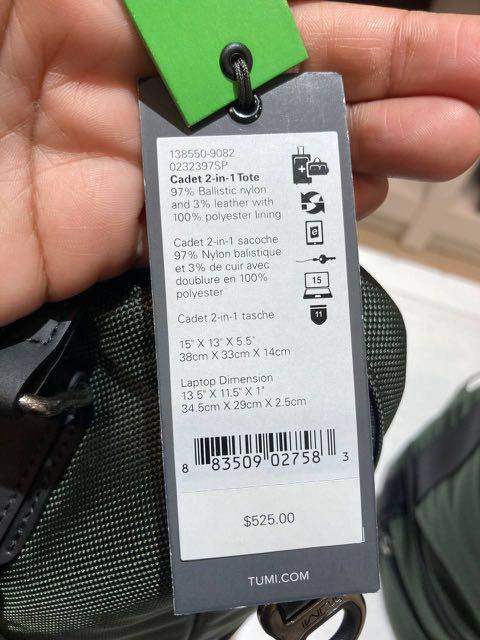 138550-9082
0232397SP
Cadet 2-in-1 Tote
97% Ballistic nylon
and 3% leather with
100% polyester lining
e
Cadet 2-in-1 sacoche
97% Nylon balistique
et 3% de cuir avec
doublure en 100%
polyester
15
Cadet 2-in-1 tasche
11
15" X 13" X 5.5"
38cm X 33cm X 14cm
Laptop Dimension
13.5" X 11.5" X 1"
34.5cm X 29cm X 2.5cm
8 83509 02758 3
$525.00
TUMI.COM
TUMI